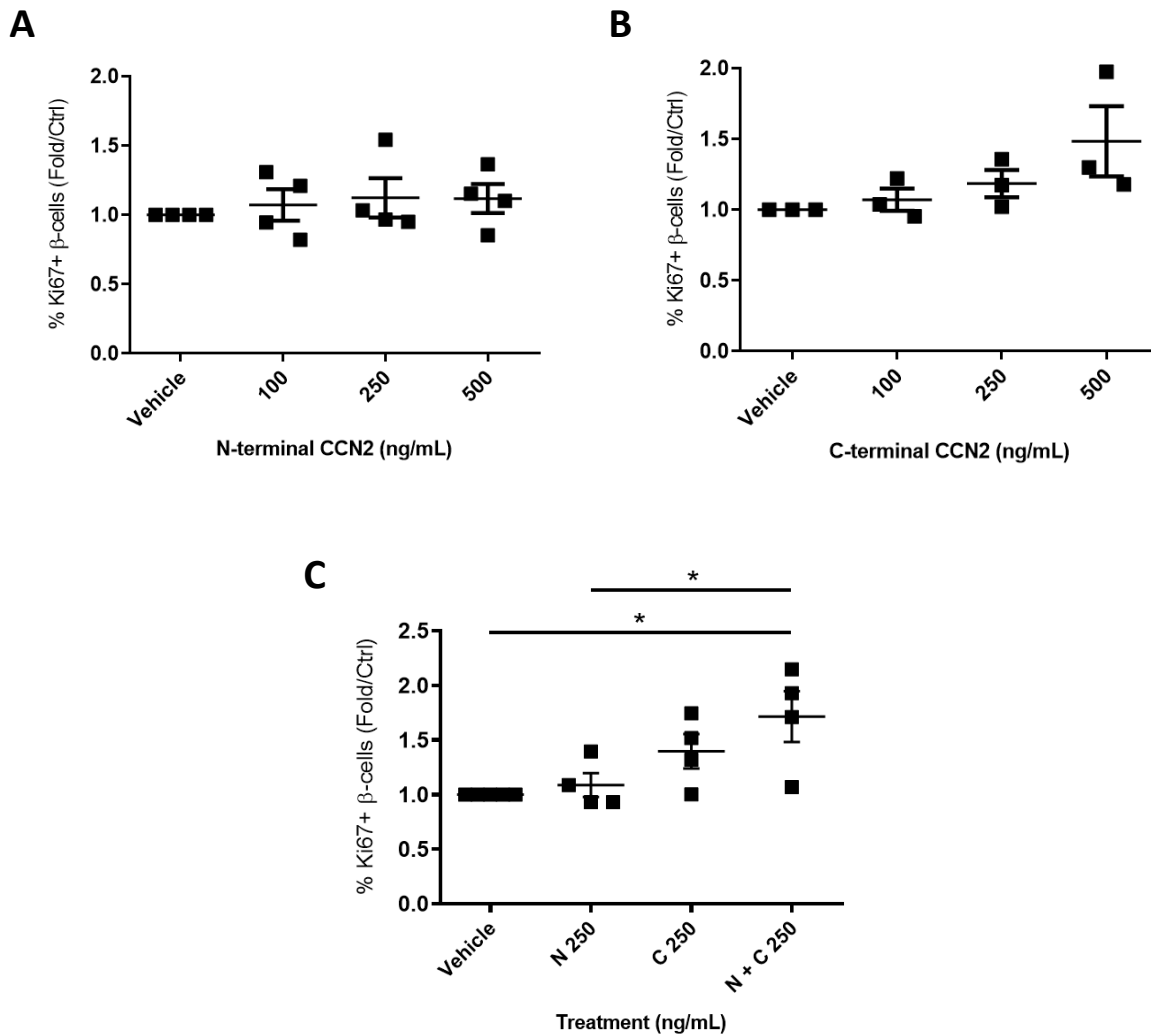 A
% Ki67+ β-cells (Fold/Ctrl)
2.0
1.5
1.0
0.5
0.0
Vehicle
100
250
500
N-terminal CCN2 (ng/mL)
B
% Ki67+ β-cells (Fold/Ctrl)
2.0
1.5
1.0
0.5
0.0
Vehicle
100
250
500
C-terminal CCN2 (ng/mL)
C
*
*
% Ki67+ β-cells (Fold/Ctrl)
2.5
2.0
1.5
1.0
0.5
0.0
Vehicle
N 250
C 250
N + C 250
Treatment (ng/mL)